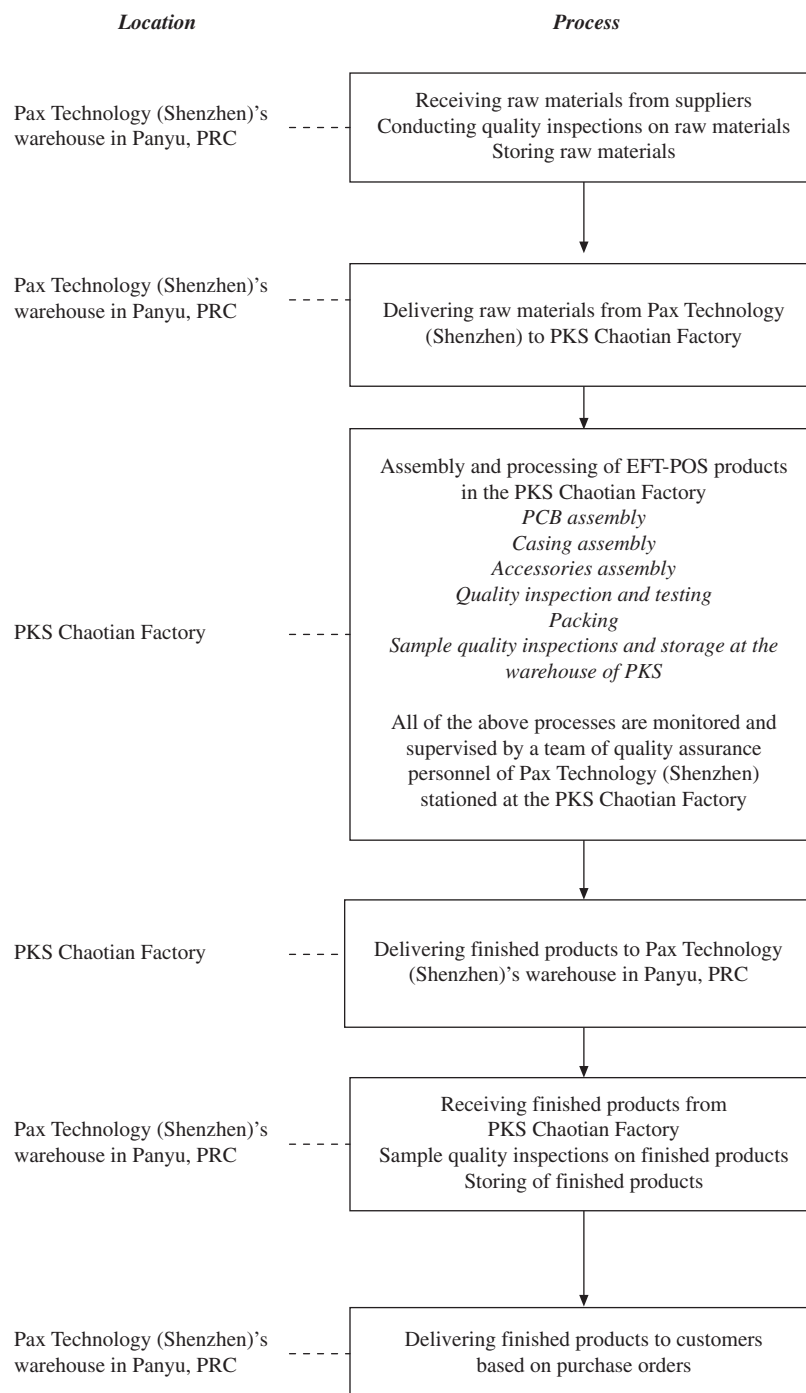 Location
Process
Pax Technology (Shenzhen)'s
warehouse in Panyu, PRC
Receiving raw materials from suppliers
Conducting quality inspections on raw materials
Storing raw materials
Pax Technology (Shenzhen)'s
warehouse in Panyu, PRC
Delivering raw materials from Pax Technology
(Shenzhen) to PKS Chaotian Factory
PKS Chaotian Factory
Assembly and processing of EFT-POS products
in the PKS Chaotian Factory
PCB assembly
Casing assembly
Accessories assembly
Quality inspection and testing
Packing
Sample quality inspections and storage at the
warehouse of PKS
All of the above processes are monitored and
supervised by a team of quality assurance
personnel of Pax Technology (Shenzhen)
stationed at the PKS Chaotian Factory
PKS Chaotian Factory
Delivering finished products to Pax Technology
(Shenzhen)'s warehouse in Panyu, PRC
Pax Technology (Shenzhen)'s
warehouse in Panyu, PRC
Receiving finished products from
PKS Chaotian Factory
Sample quality inspections on finished products
Storing of finished products
Pax Technology (Shenzhen)'s
warehouse in Panyu, PRC
Delivering finished products to customers
based on purchase orders